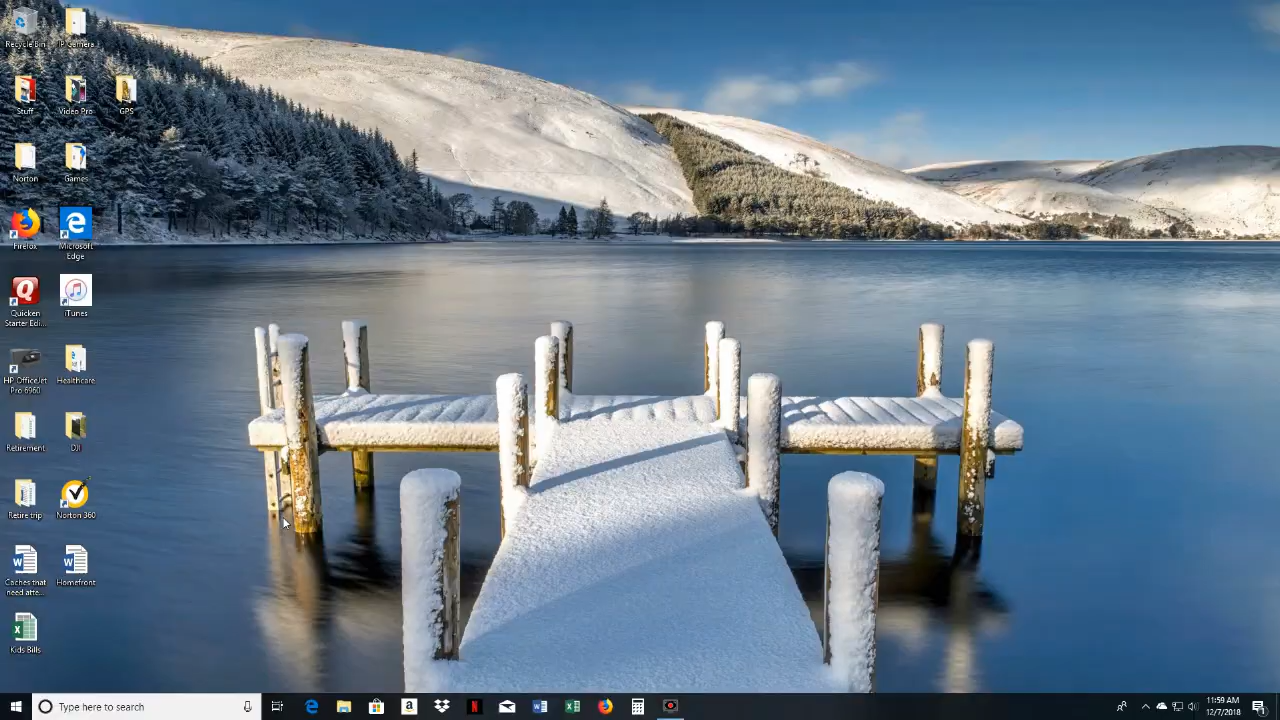 Recycle Bin
IP Camera
Stuff
Video Pro
GPS
Norton
Games
Firefox
Microsoft
Edge
Quicken
Starter Edi...
iTunes
HP OfficeJet
Pro 6960
Healthcare
Retirement
DJI
Retire trip
Norton 360
Caches that
need atte...
Homefront
Kids Bills
Type here to search
11:59 AM
12/7/2018